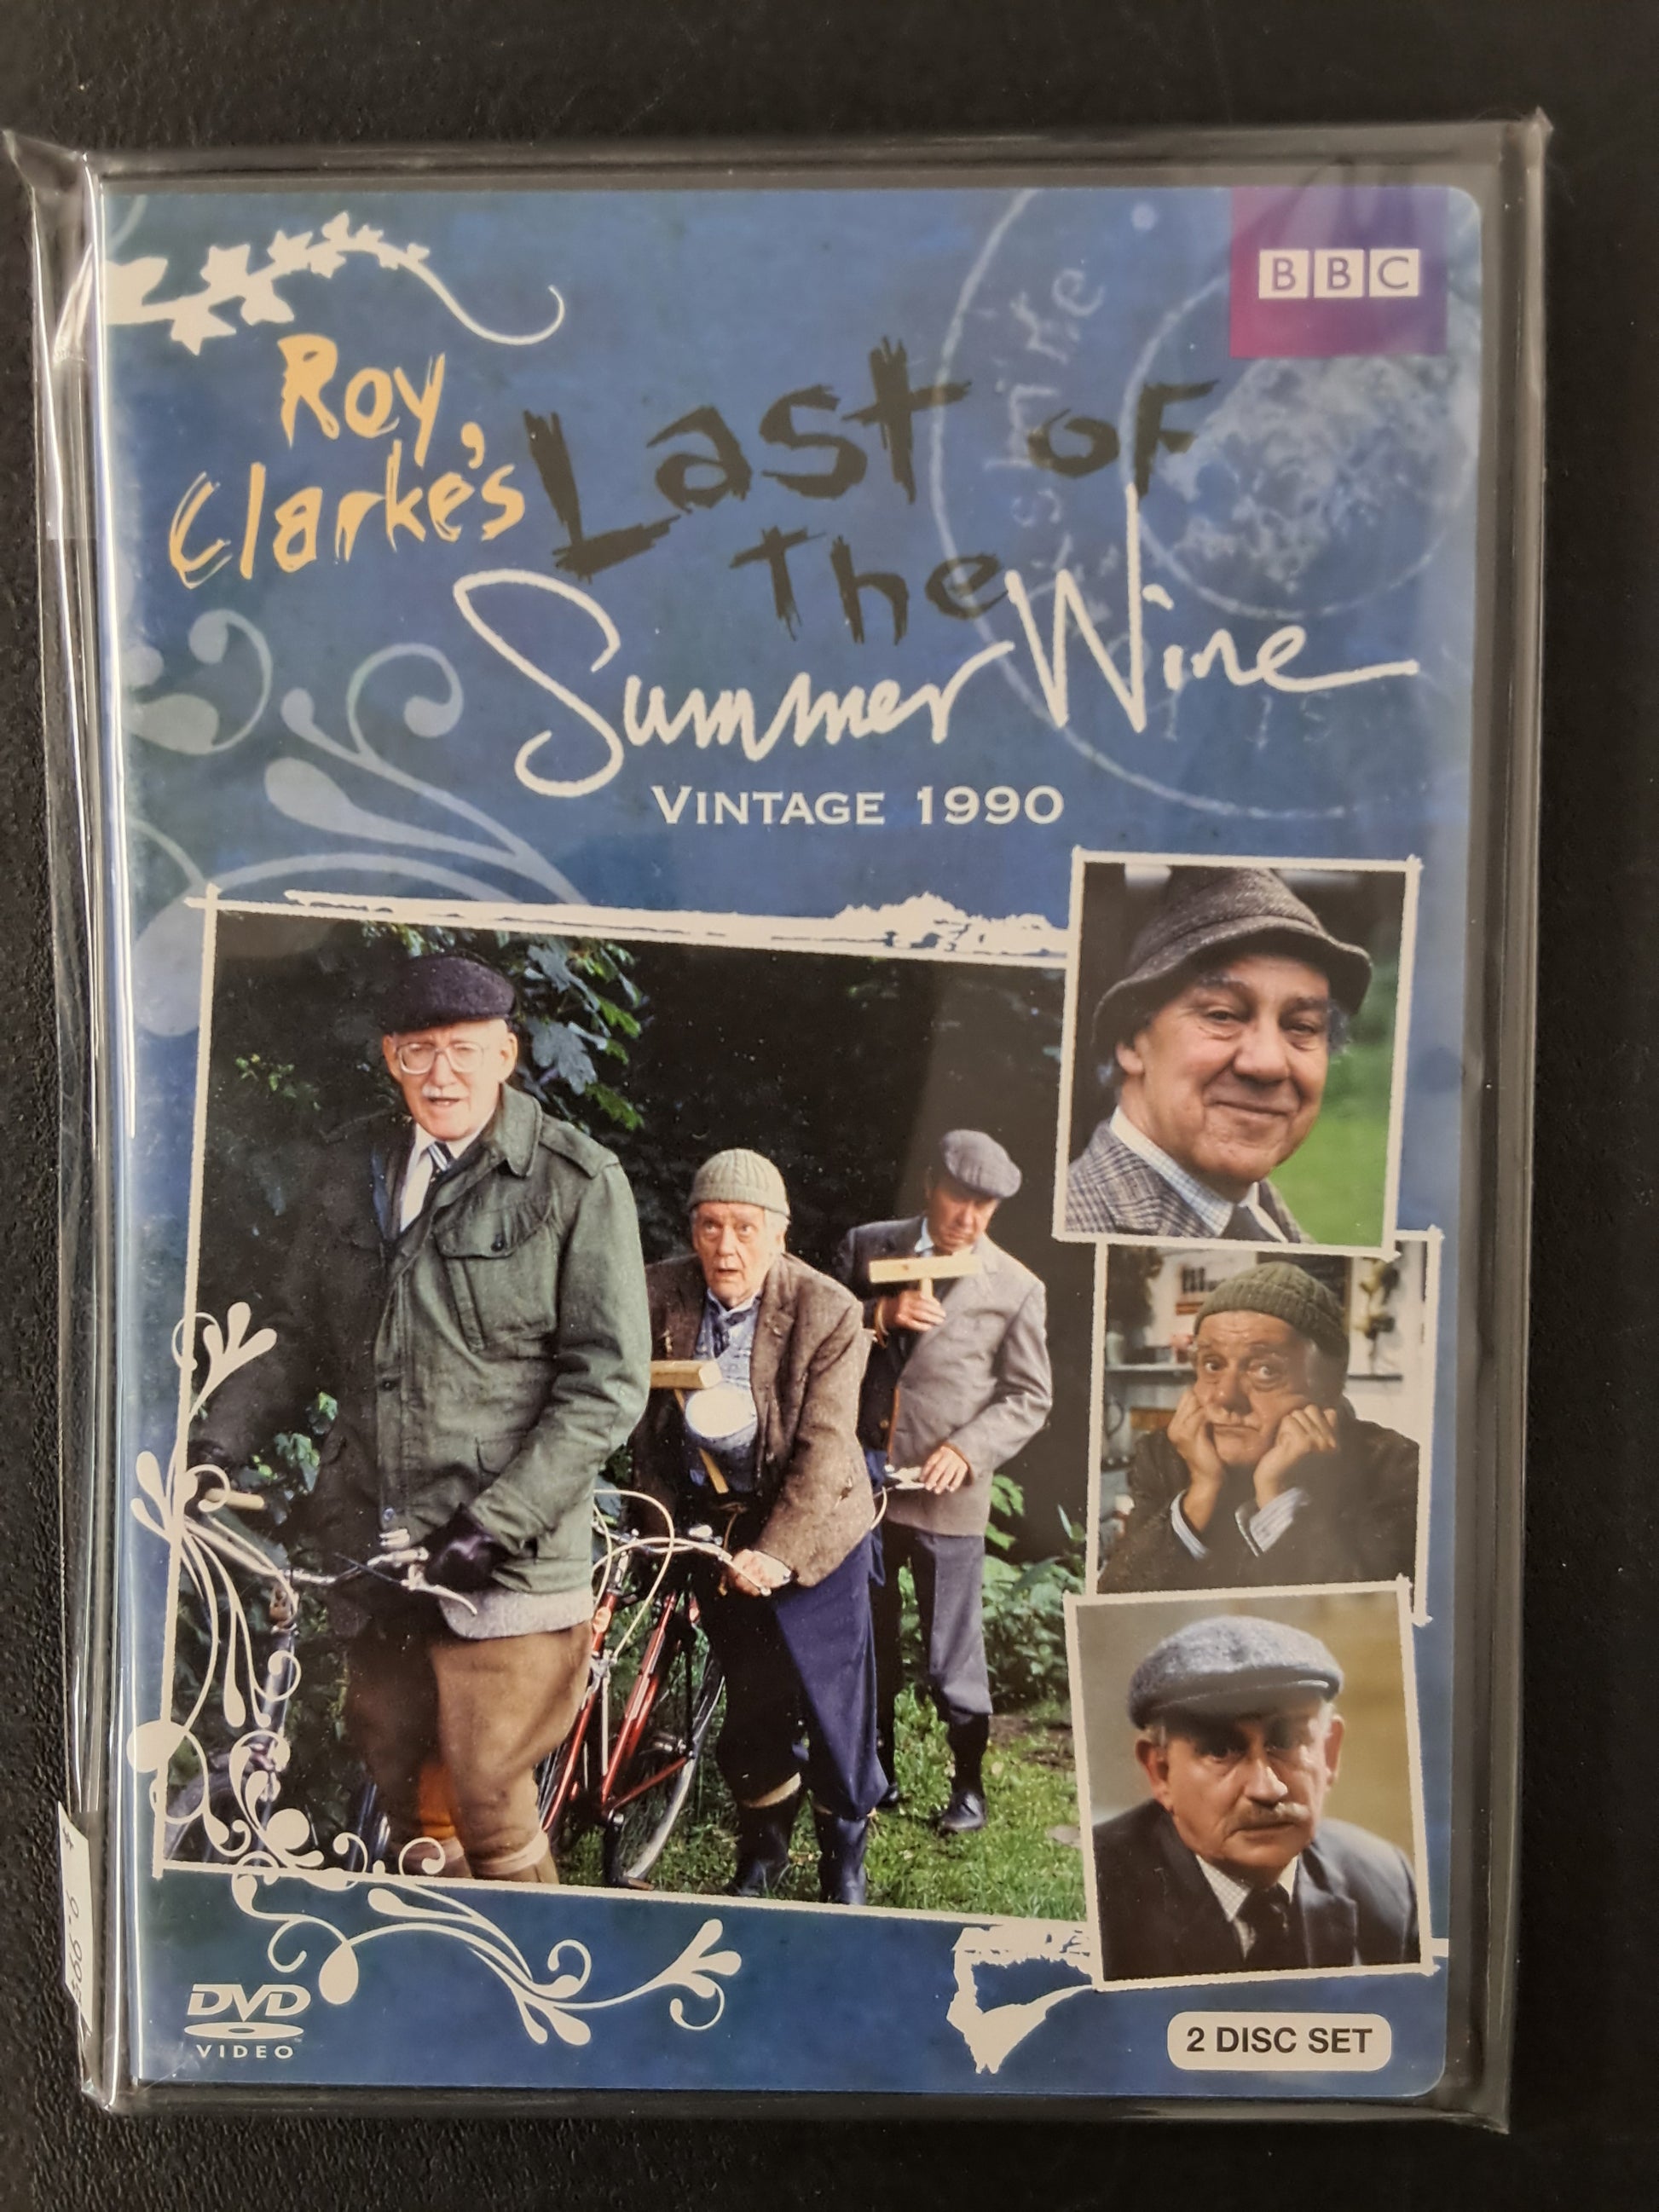 BBC
Roy
Clarke's
Last of
The
Summer Wine
VINTAGE 1990
DVD
VIDEO
2 DISC SET